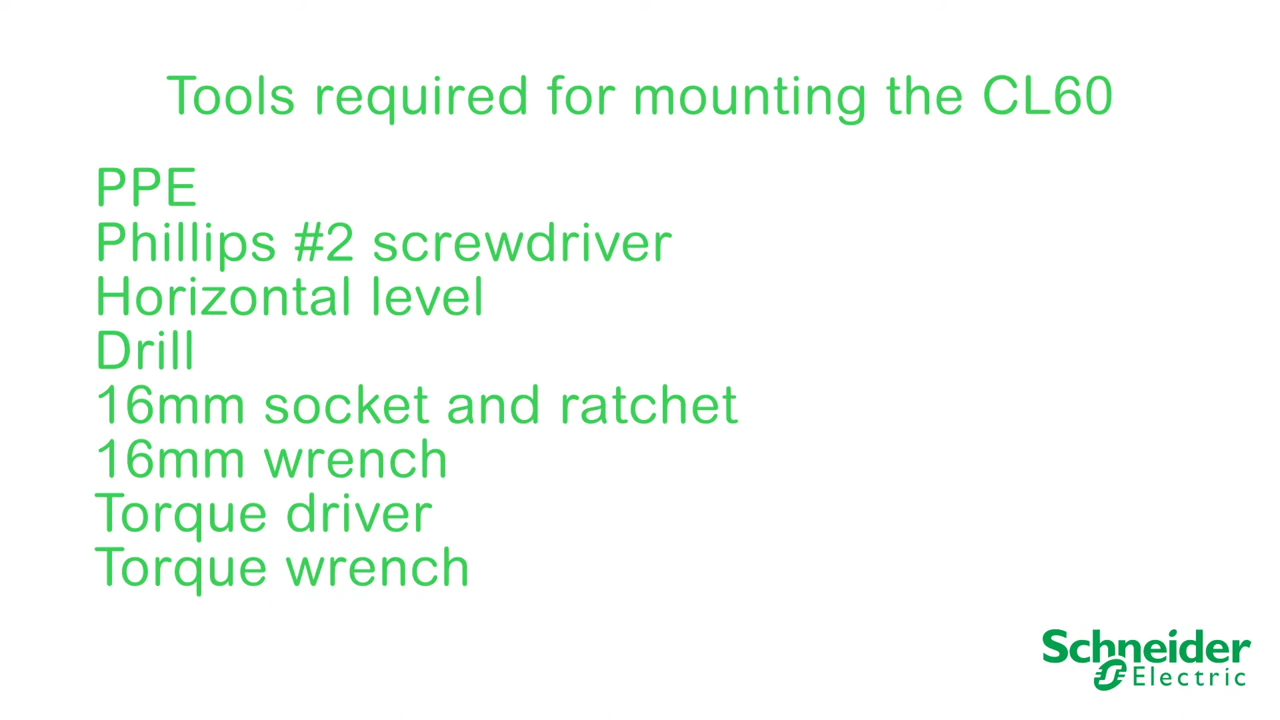 Tools required for mounting the CL60
PPE
Phillips #2 screwdriver
Horizontal level
Drill
16mm socket and ratchet
16mm wrench
Torque driver
Torque wrench
Schneider
Electric